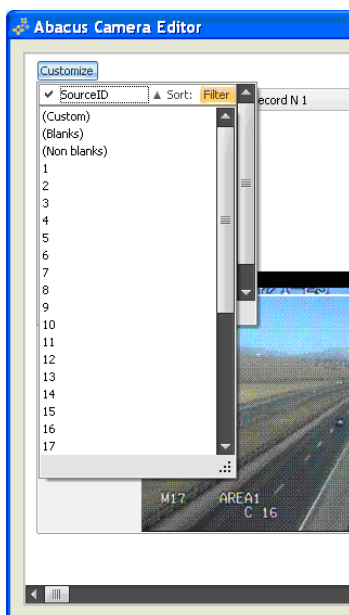 Abacus Camera Editor
Customize
SourceID ▲ Sort: Filter
ecord N 1
(Custom)
(Blanks)
(Non blanks)
1
2
3
4
5
6
7
8
9
10
11
12
13
14
15
16
17
M17 AREA1
C 16